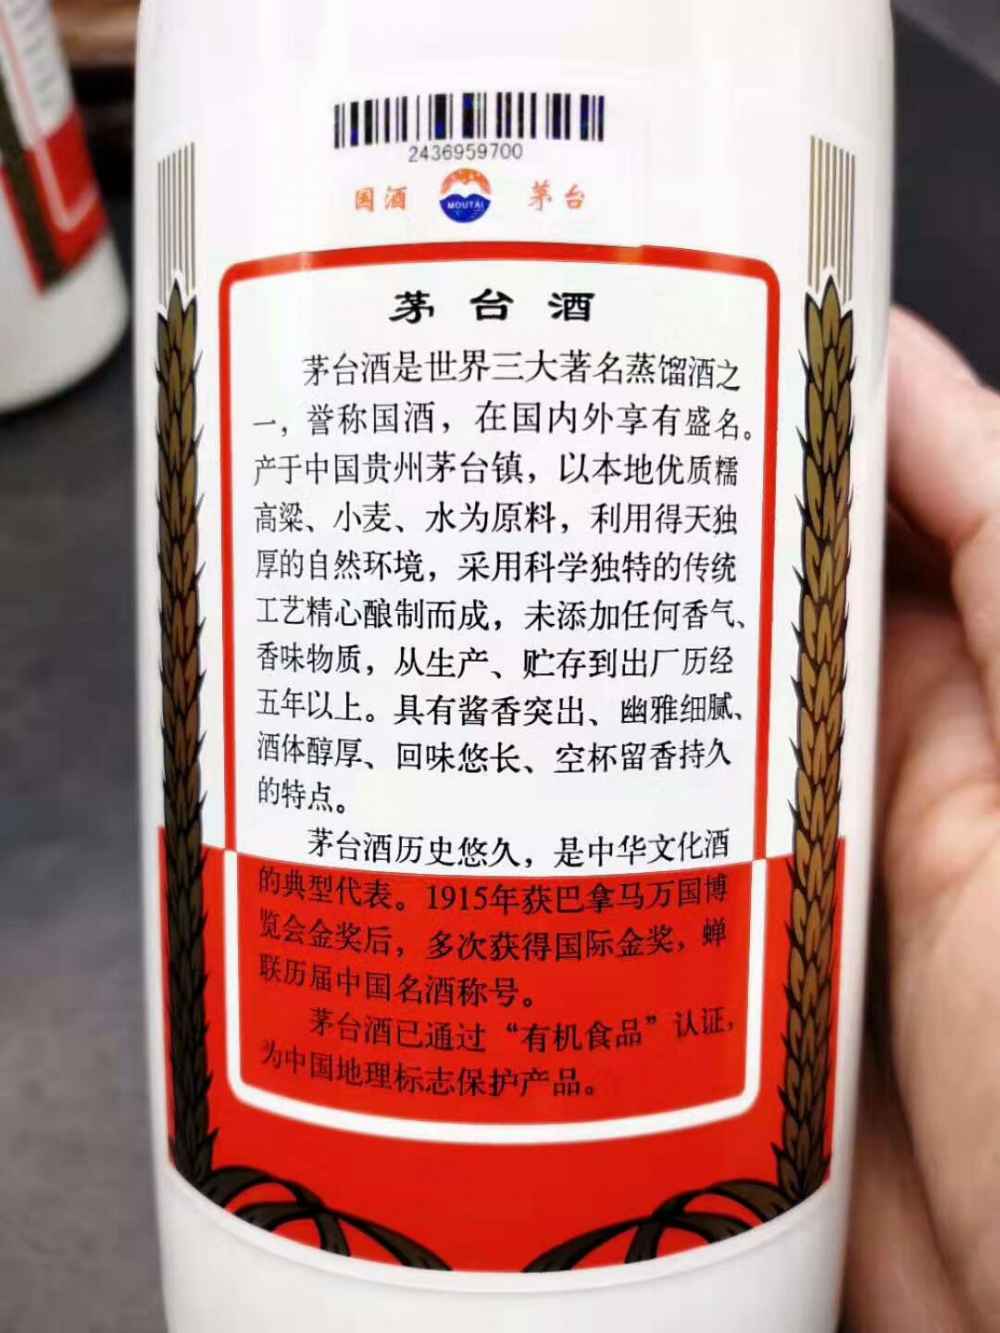 2436959700
国酒 MOUTAI 茅台
茅台酒
茅台酒是世界三大著名蒸馏酒之
一，誉称国酒，在国内外享有盛名。
产于中国贵州茅台镇，以本地优质糯
高粱、小麦、水为原料，利用得天独
厚的自然环境，采用科学独特的传统
工艺精心酿制而成，未添加任何香气、
香味物质，从生产、贮存到出厂历经
五年以上。具有酱香突出、幽雅细腻、
酒体醇厚、回味悠长、空杯留香持久
的特点。
茅台酒历史悠久，是中华文化酒
的典型代表。1915年获巴拿马万国博
览会金奖后，多次获得国际金奖，蝉
联历届中国名酒称号。
茅台酒已通过“有机食品”认证，
为中国地理标志保护产品。